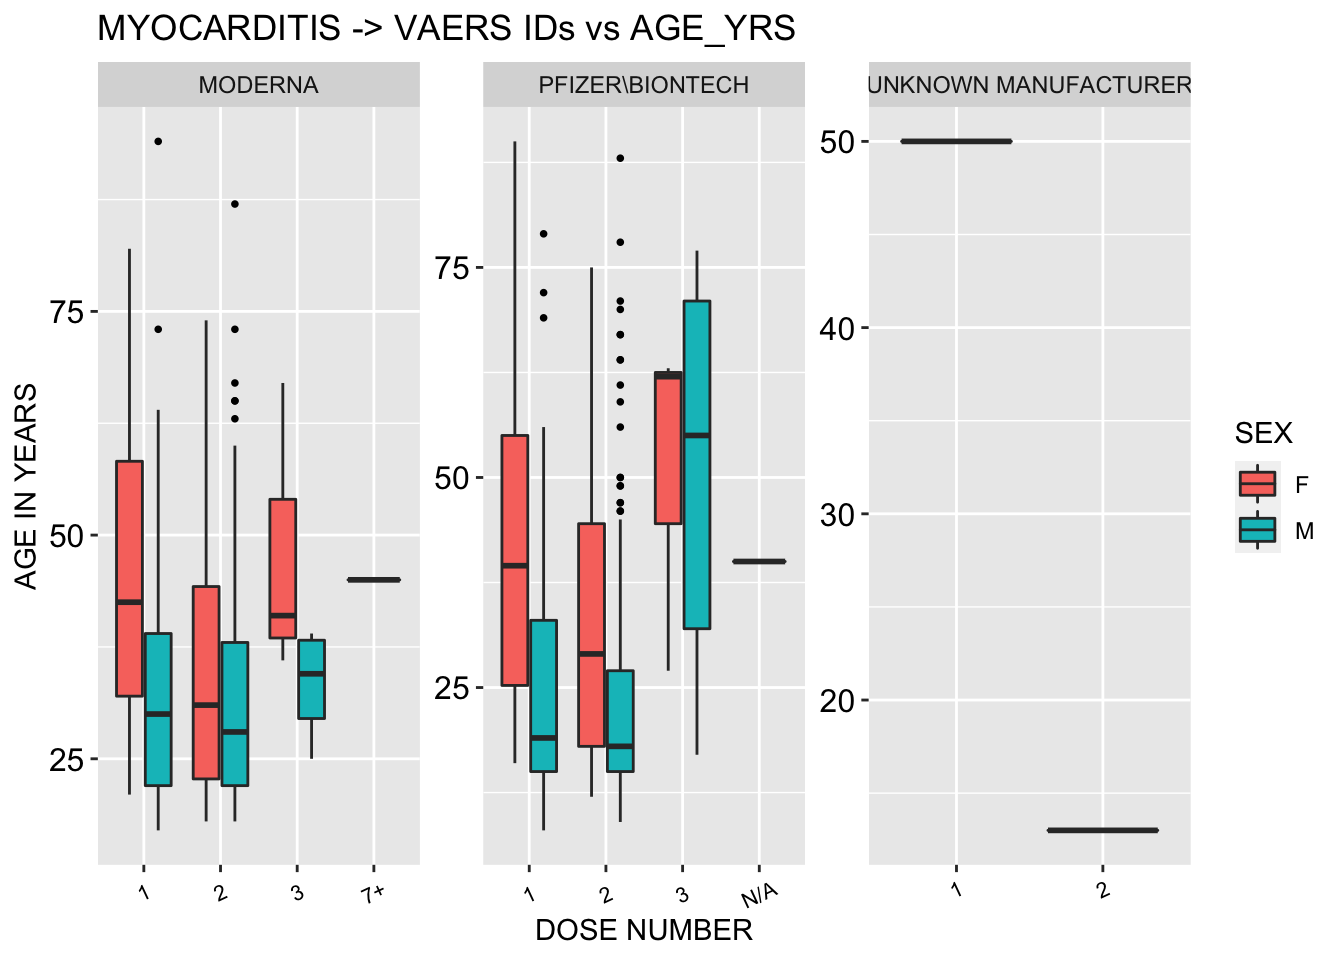 MYOCARDITIS -> VAERS IDs vs AGE_YRS
MODERNA
PFIZER\BIONTECH
UNKNOWN MANUFACTURER
AGE IN YEARS
75
50
25
75
50
25
50
40
30
20
1
2
3
7+
1
2
3
N/A
1
2
DOSE NUMBER
SEX
F
M